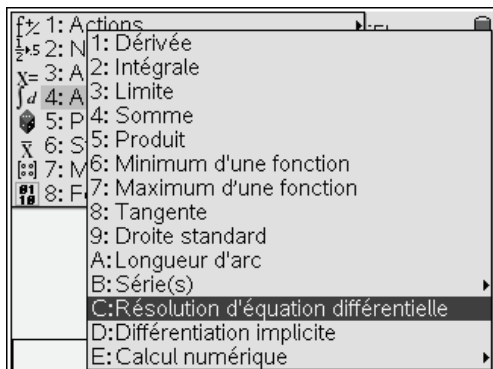 1: Actions
2: N
3: A
4: A
5: P
6: S
7: M
8: F
1: Dérivée
2: Intégrale
3: Limite
4: Somme
5: Produit
6: Minimum d'une fonction
7: Maximum d'une fonction
8: Tangente
9: Droite standard
A:Longueur d'arc
B:Série(s)
C:Résolution d'équation différentielle
D:Différentiation implicite
E:Calcul numérique